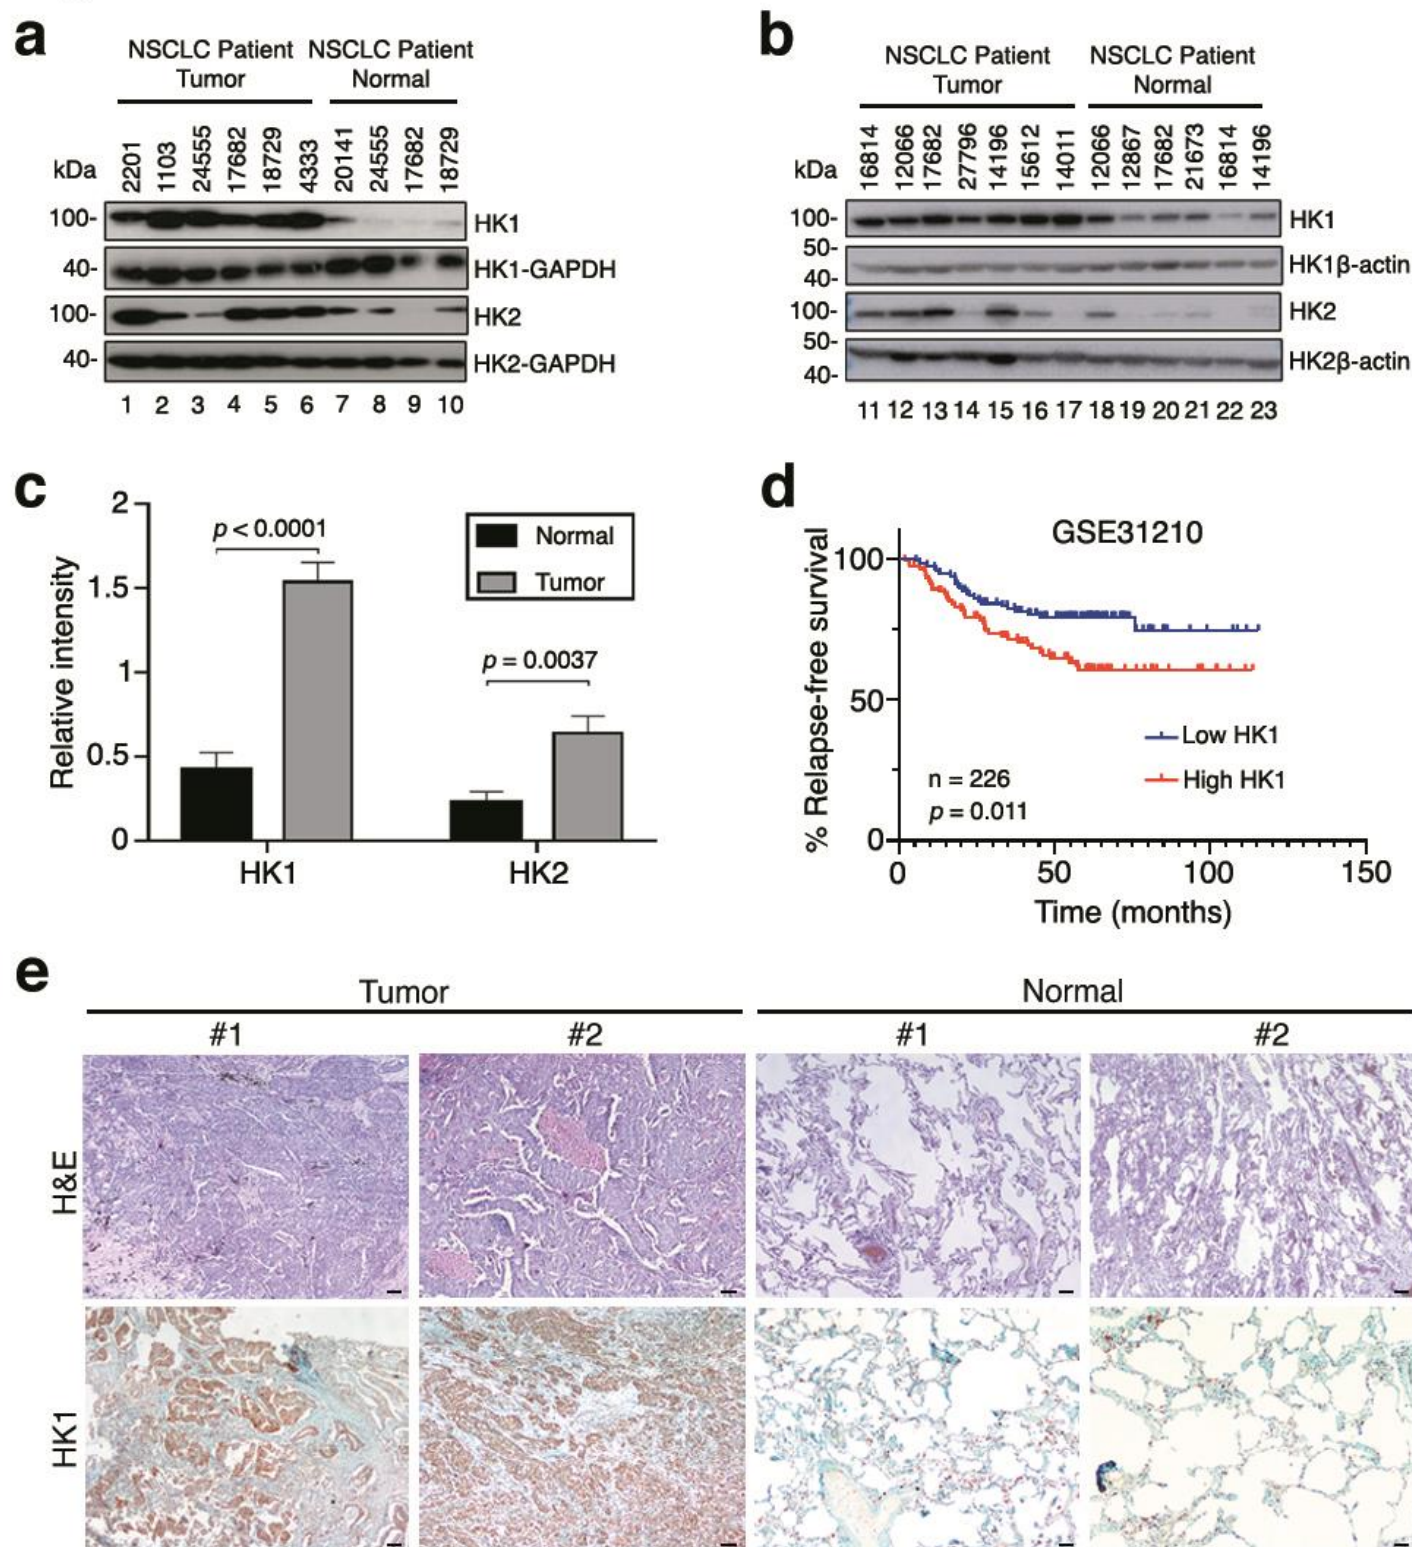 a
NSCLC Patient Tumor
NSCLC Patient Normal
kDa
2201 1103 24555 17682 18729 4333 20141 24555 17682 18729
100- HK1
40- HK1-GAPDH
100- HK2
40- HK2-GAPDH
1 2 3 4 5 6 7 8 9 10
b
NSCLC Patient Tumor
NSCLC Patient Normal
kDa
16814 12066 17682 27796 14196 15612 14011 12066 12867 17682 21673 16814 14196
100- HK1
50-
40- HK1β-actin
100- HK2
50-
40- HK2β-actin
11 12 13 14 15 16 17 18 19 20 21 22 23
c
Relative intensity
2
1.5
1
0.5
0
p < 0.0001
p = 0.0037
Normal
Tumor
HK1 HK2
d
GSE31210
% Relapse-free survival
100
50
0
Low HK1
High HK1
n = 226
p = 0.011
0 50 100 150
Time (months)
e
Tumor Normal
#1 #2 #1 #2
H&E
HK1